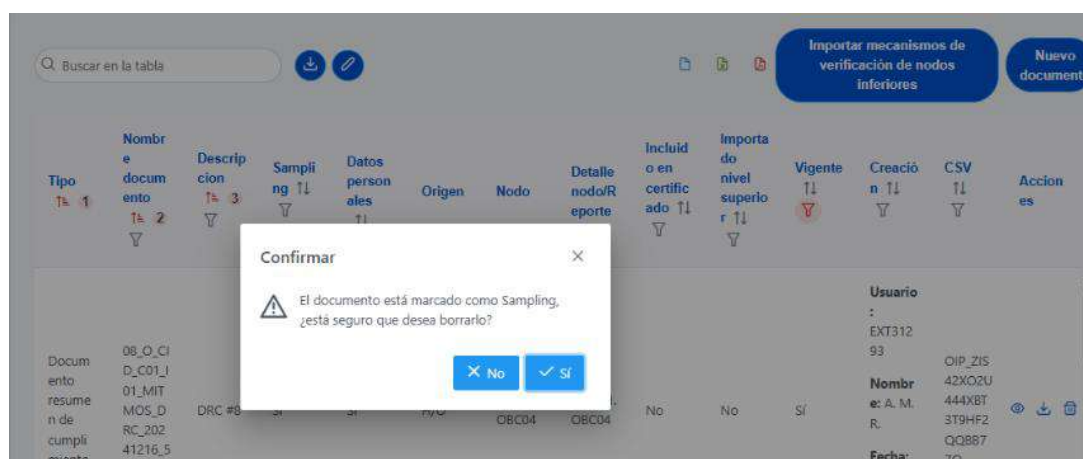 Buscar en la tabla
Importar mecanismos de
verificación de nodos
inferiores
Nuevo
document
Tipo
1
Nombr
e
docum
ento
2
Descrip
cion
3
Sampli
ng
Datos
person
ales
Origen
Nodo
Detalle
nodo/R
eporte
Incluid
o en
certific
ado
Importa
do
nivel
superio
r
Vigente
Creació
n
CSV
Accion
es
Confirmar
El documento está marcado como Sampling,
¿está seguro que desea borrarlo?
No
Sí
Docum
ento
resume
n de
cumpli
miento
08_O_CI
D_C01_I
01_MIT
MOS_D
RC_202
41216_5
DRC #8
Sí
Sí
H/O
OBC04
OBC04
No
No
Sí
Usuario
:
EXT312
93
Nombr
e: A. M.
R.
Fecha:
OIP_ZIS
42XO2U
444XBT
3T9HF2
QQB87